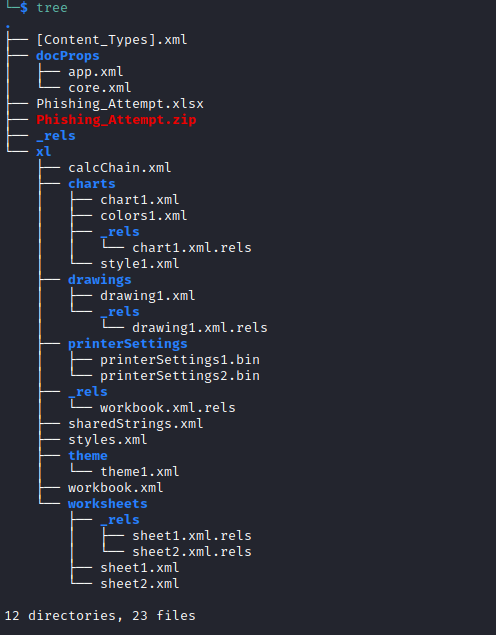 └─$ tree
.
├── [Content_Types].xml
├── docProps
│   ├── app.xml
│   └── core.xml
├── Phishing_Attempt.xlsx
├── Phishing_Attempt.zip
├── _rels
└── xl
    ├── calcChain.xml
    ├── charts
    │   ├── chart1.xml
    │   ├── colors1.xml
    │   ├── _rels
    │   │   └── chart1.xml.rels
    │   └── style1.xml
    ├── drawings
    │   ├── drawing1.xml
    │   └── _rels
    │       └── drawing1.xml.rels
    ├── printerSettings
    │   ├── printerSettings1.bin
    │   └── printerSettings2.bin
    ├── _rels
    │   └── workbook.xml.rels
    ├── sharedStrings.xml
    ├── styles.xml
    ├── theme
    │   └── theme1.xml
    ├── workbook.xml
    └── worksheets
        ├── _rels
        │   ├── sheet1.xml.rels
        │   └── sheet2.xml.rels
        ├── sheet1.xml
        └── sheet2.xml

12 directories, 23 files